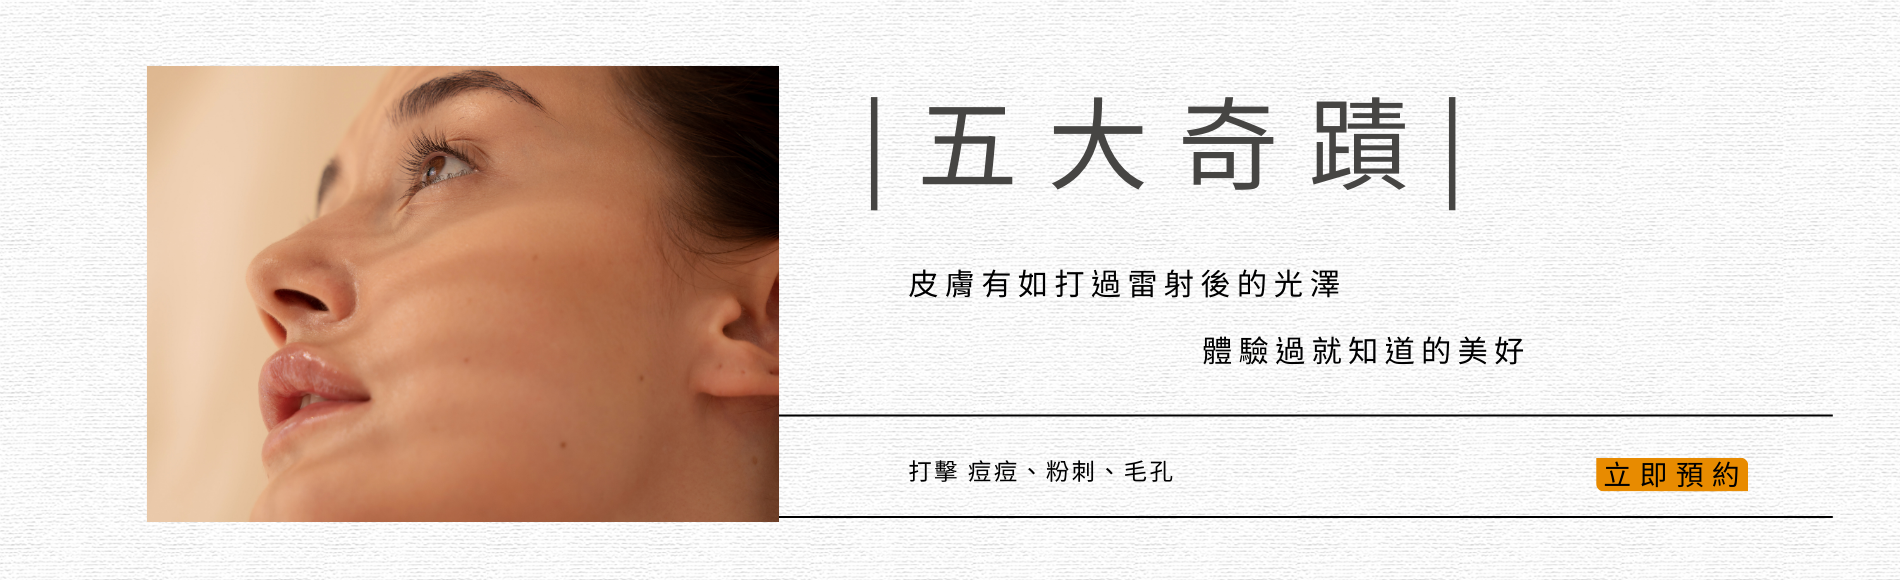 |五大奇蹟|
皮膚有如打過雷射後的光澤
體驗過就知道的美好
打擊 痘痘、粉刺、毛孔
立即預約